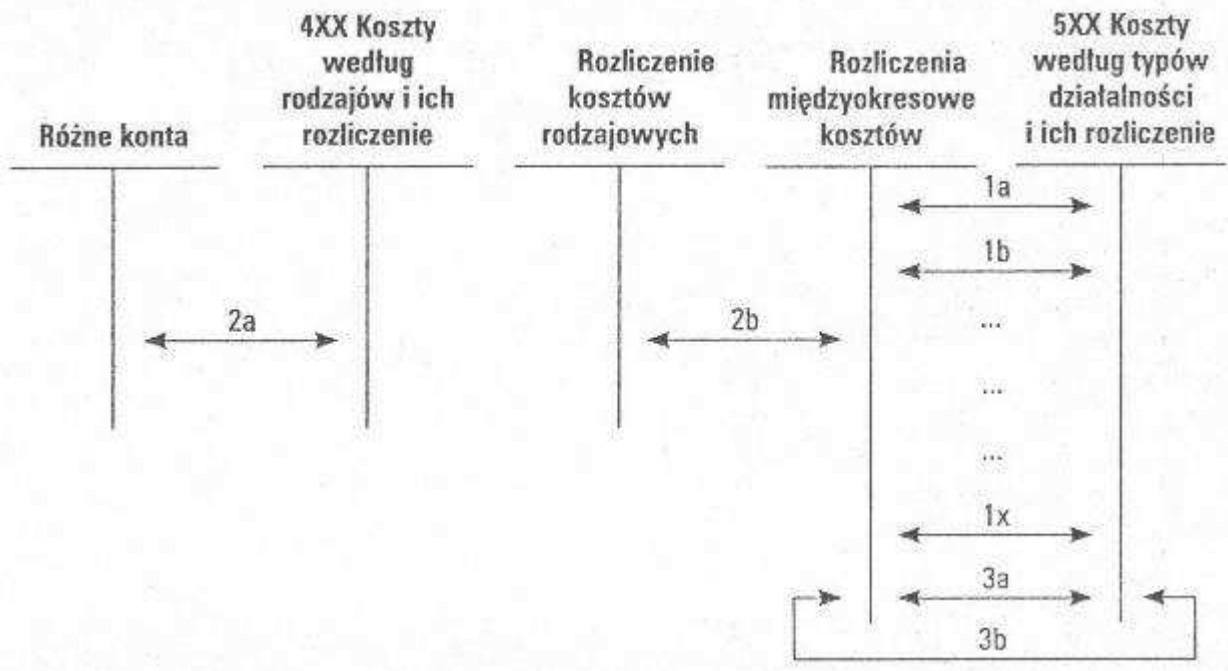 Różne konta
4XX Koszty
według
rodzajów i ich
rozliczenie
Rozliczenie
kosztów
rodzajowych
Rozliczenia
międzyokresowe
kosztów
5XX Koszty
według typów
działalności
i ich rozliczenie
1a
1b
2a
2b
...
...
...
1x
3a
3b